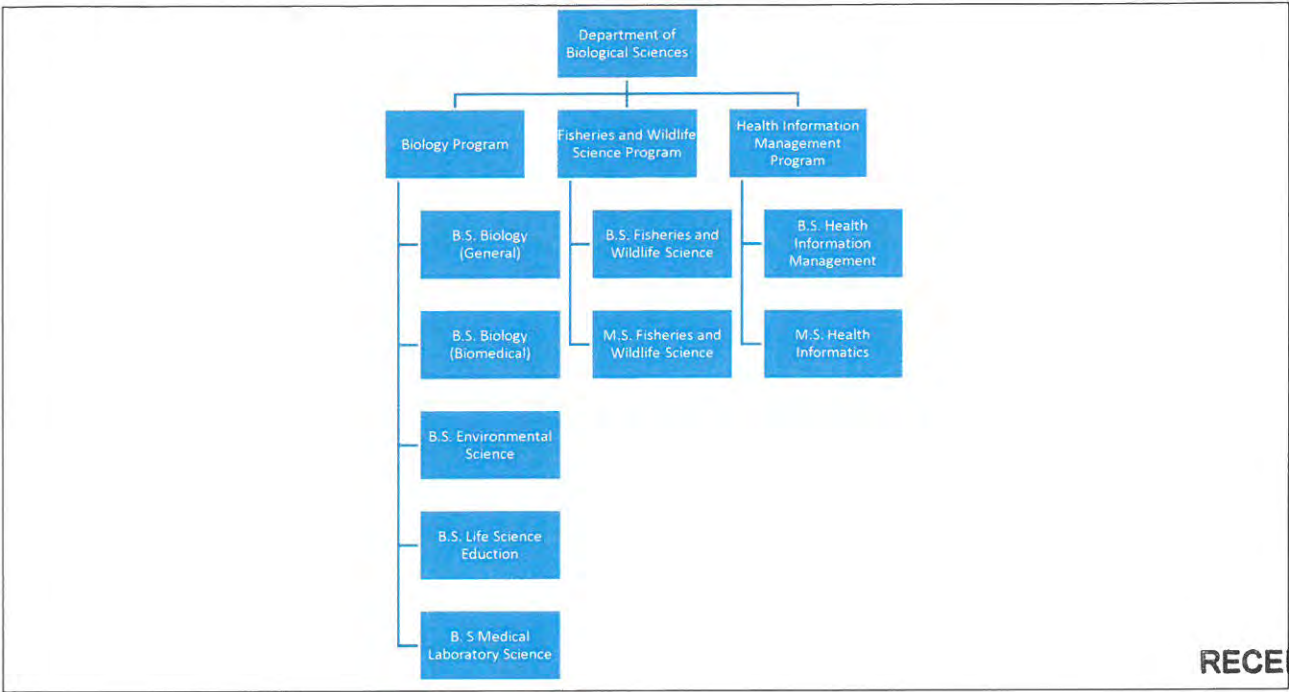 Department of
Biological Sciences
Biology Program
Fisheries and Wildlife
Science Program
Health Information
Management
Program
B.S. Biology
(General)
B.S. Biology
(Biomedical)
B.S. Environmental
Science
B.S. Life Science
Eduction
B. S Medical
Laboratory Science
B.S. Fisheries and
Wildlife Science
M.S. Fisheries and
Wildlife Science
B.S. Health
Information
Management
M.S. Health
Informatics